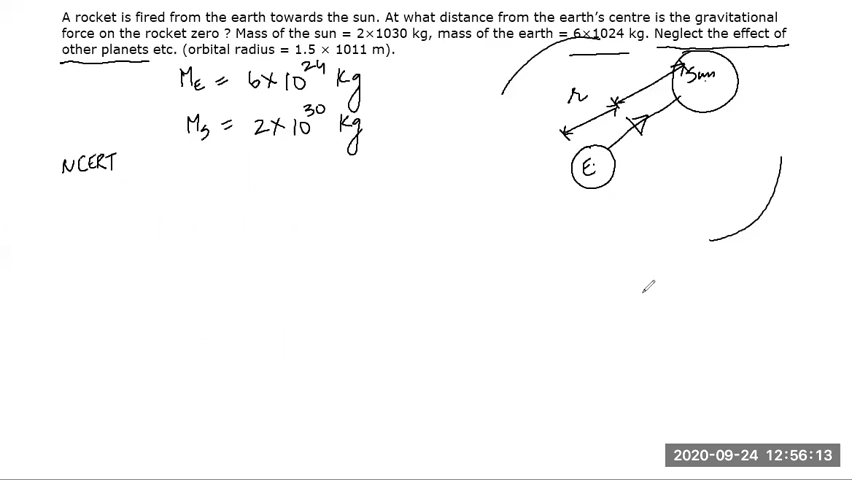 A rocket is fired from the earth towards the sun. At what distance from the earth's centre is the gravitational
force on the rocket zero ? Mass of the sun = 2×1030 kg, mass of the earth = 6×1024 kg. Neglect the effect of
other planets etc. (orbital radius = 1.5 × 1011 m).
M_E = 6×10^24 Kg
M_S = 2×10^30 Kg
NCERT
Sun
r
E
2020-09-24 12:56:13